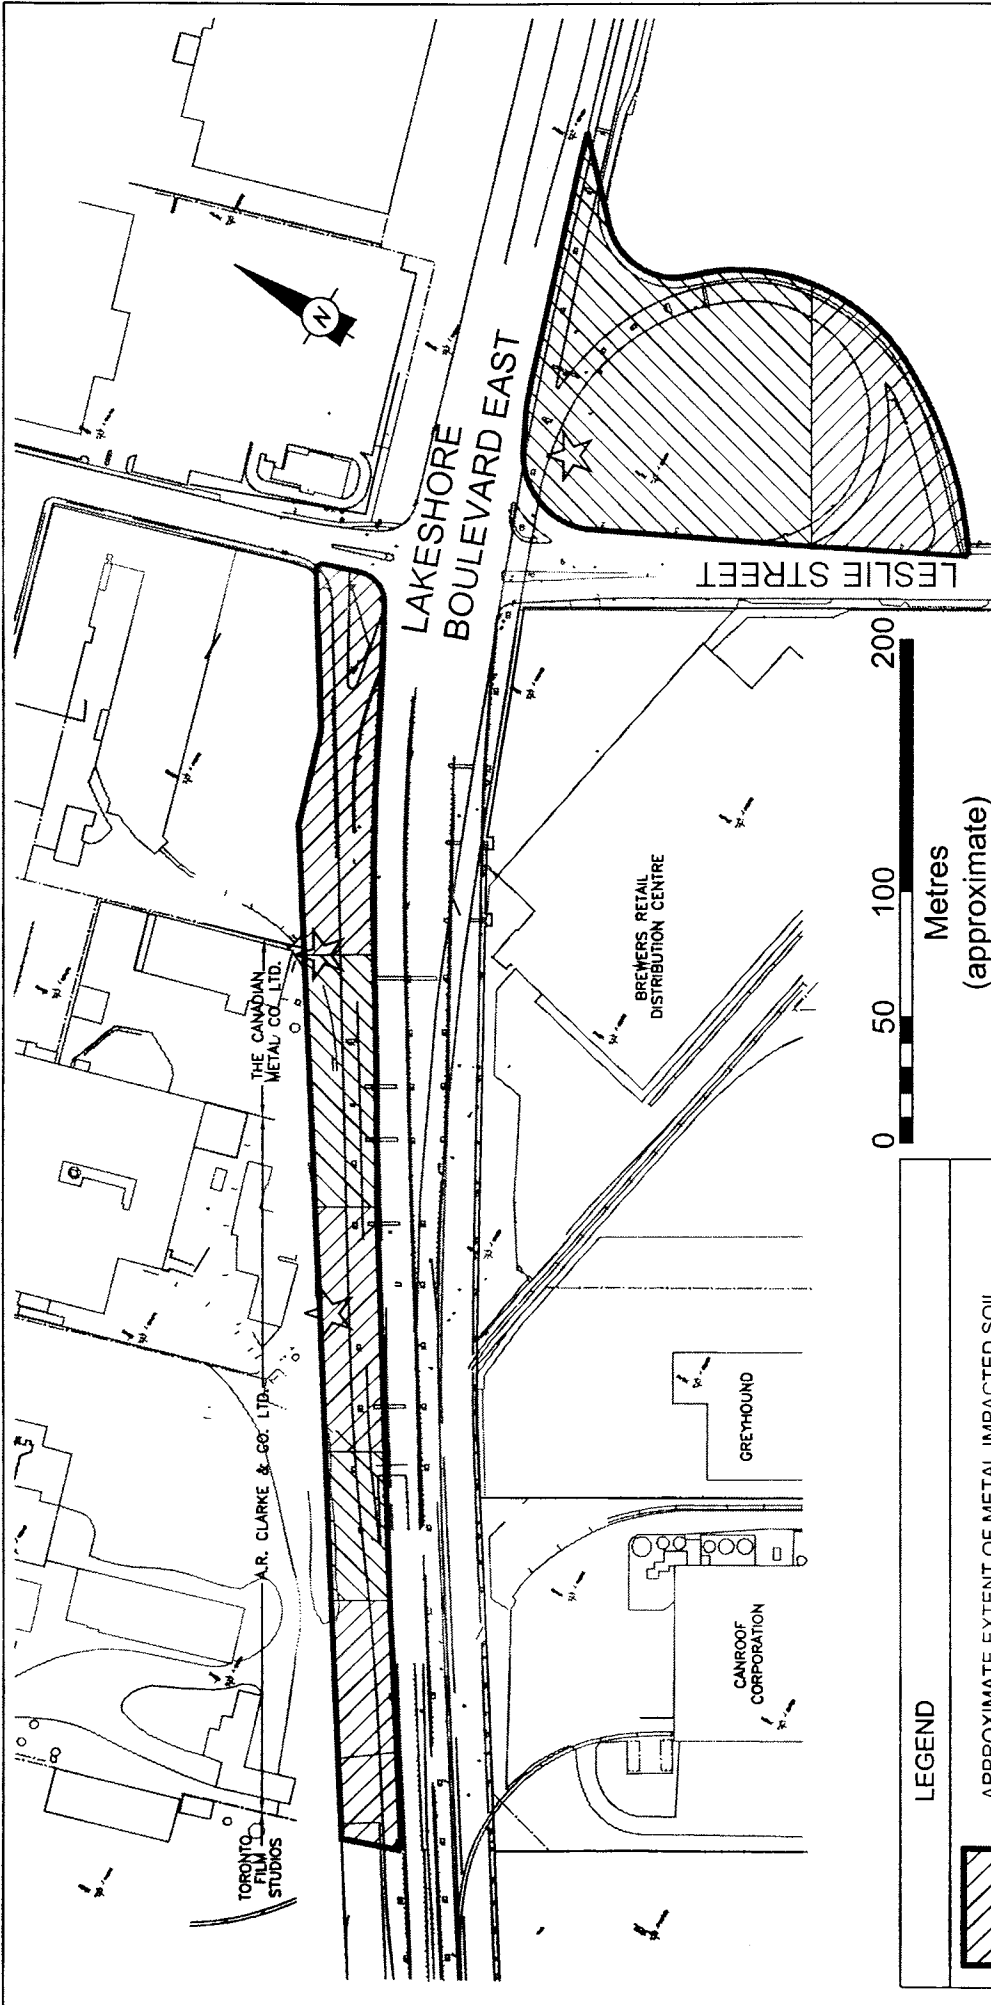 N
LAKESHORE
BOULEVARD EAST
LESLIE STREET
THE CANADIAN
METAL CO. LTD.
A.R. CLARKE & CO. LTD.
TORONTO
FILM
STUDIOS
BREWERS RETAIL
DISTRIBUTION CENTRE
GREYHOUND
CANROOF
CORPORATION
0 50 100 200
Metres
(approximate)
LEGEND
APPROXIMATE EXTENT OF METAL IMPACTED SOIL